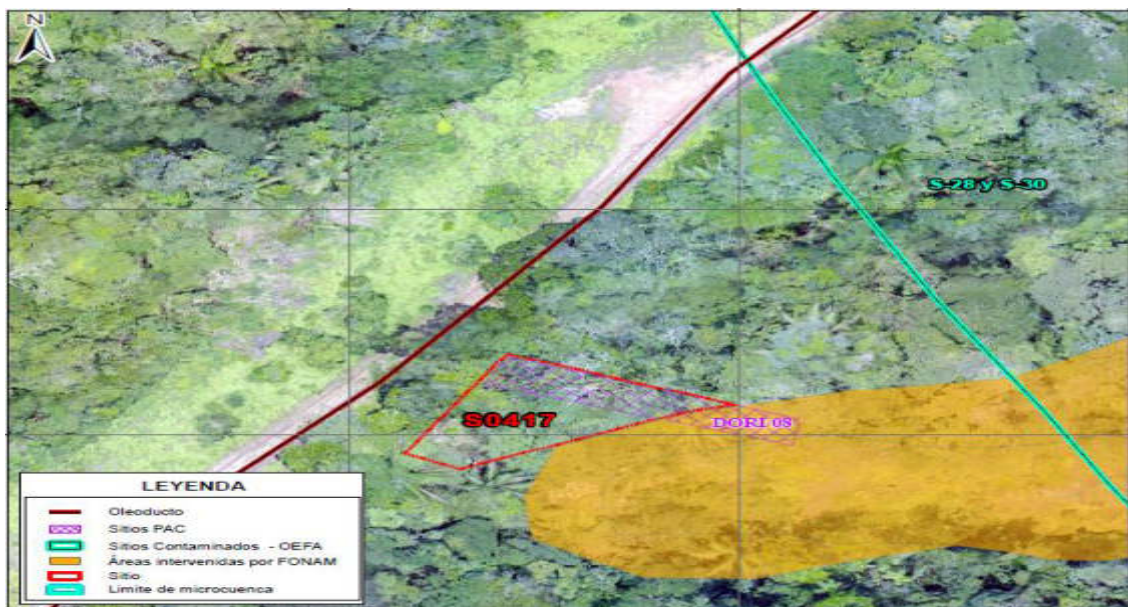 N
S-28 y S-30
S0417
DORI 08
LEYENDA
Oleoducto
Sitios PAC
Sitios Contaminados - OEFA
Áreas intervenidas por FONAM
Sitio
Limite de microcuenca